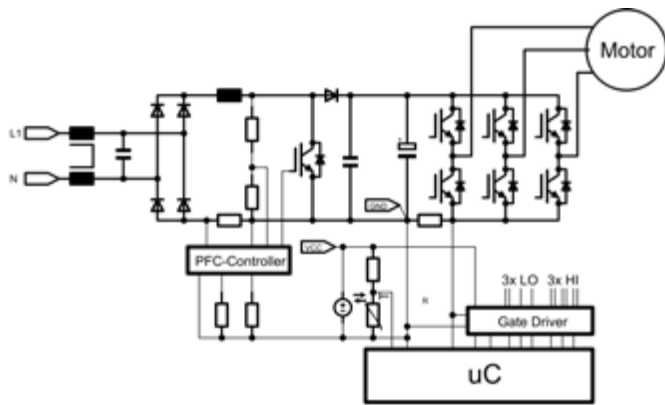 Motor
L1
N
GND
VCC
PFC-Controller
R
3x LO 3x HI
Gate Driver
uC